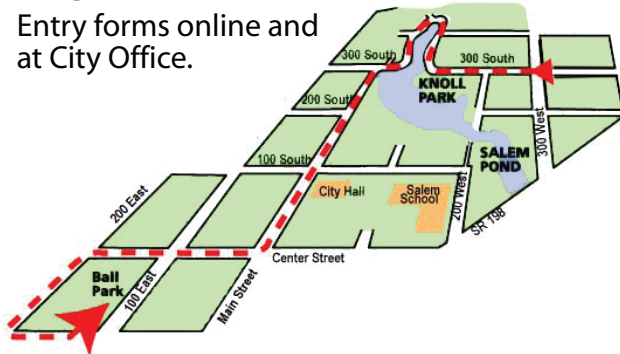 Entry forms online and
at City Office.
300 South
300 South
KNOLL
PARK
200 South
300 West
100 South
SALEM
POND
City Hall
Salem
School
200 West
200 East
SR 198
Center Street
Ball
Park
100 East
Main Street